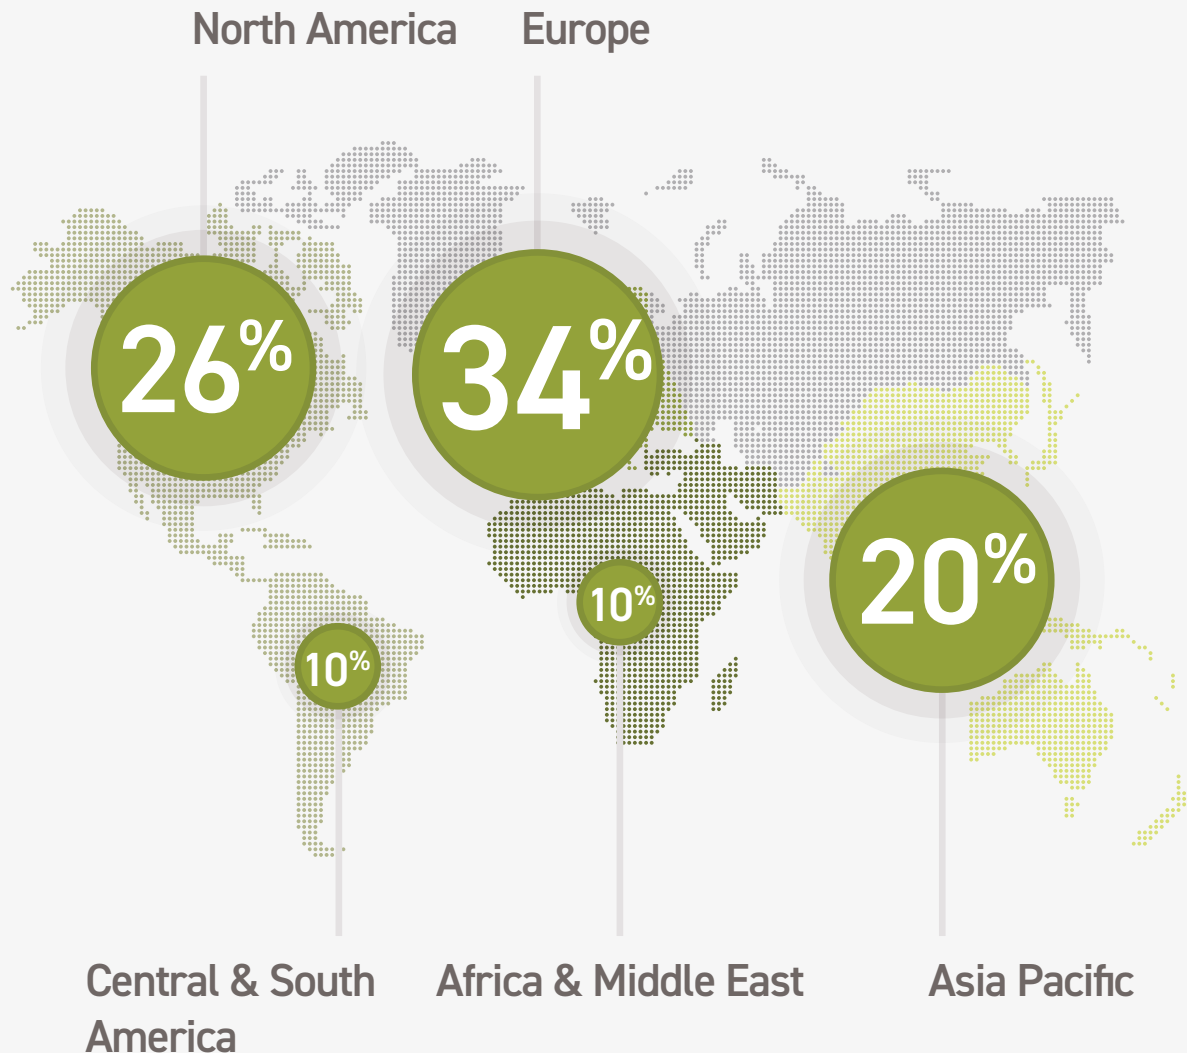 North America
Europe
26%
34%
20%
10%
10%
Central & South
America
Africa & Middle East
Asia Pacific